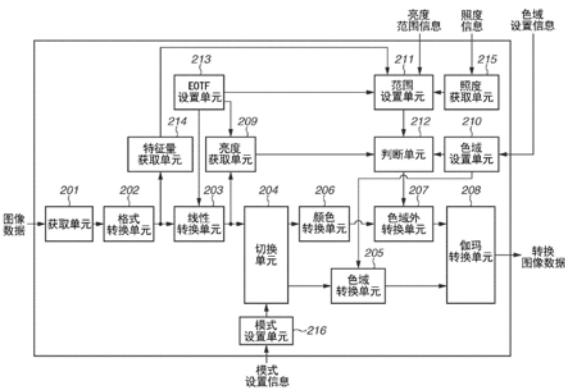 亮度
范围信息
照度
信息
色域
设置信息
213
EOTF
设置单元
211
范围
设置单元
215
照度
获取单元
214
特征量
获取单元
209
亮度
获取单元
212
判断单元
210
色域
设置单元
图像
数据
201
获取单元
202
格式
转换单元
203
线性
转换单元
204
切换
单元
206
颜色
转换单元
207
色域外
转换单元
208
伽玛
转换单元
205
色域
转换单元
转换
图像数据
模式
设置单元
216
模式
设置信息